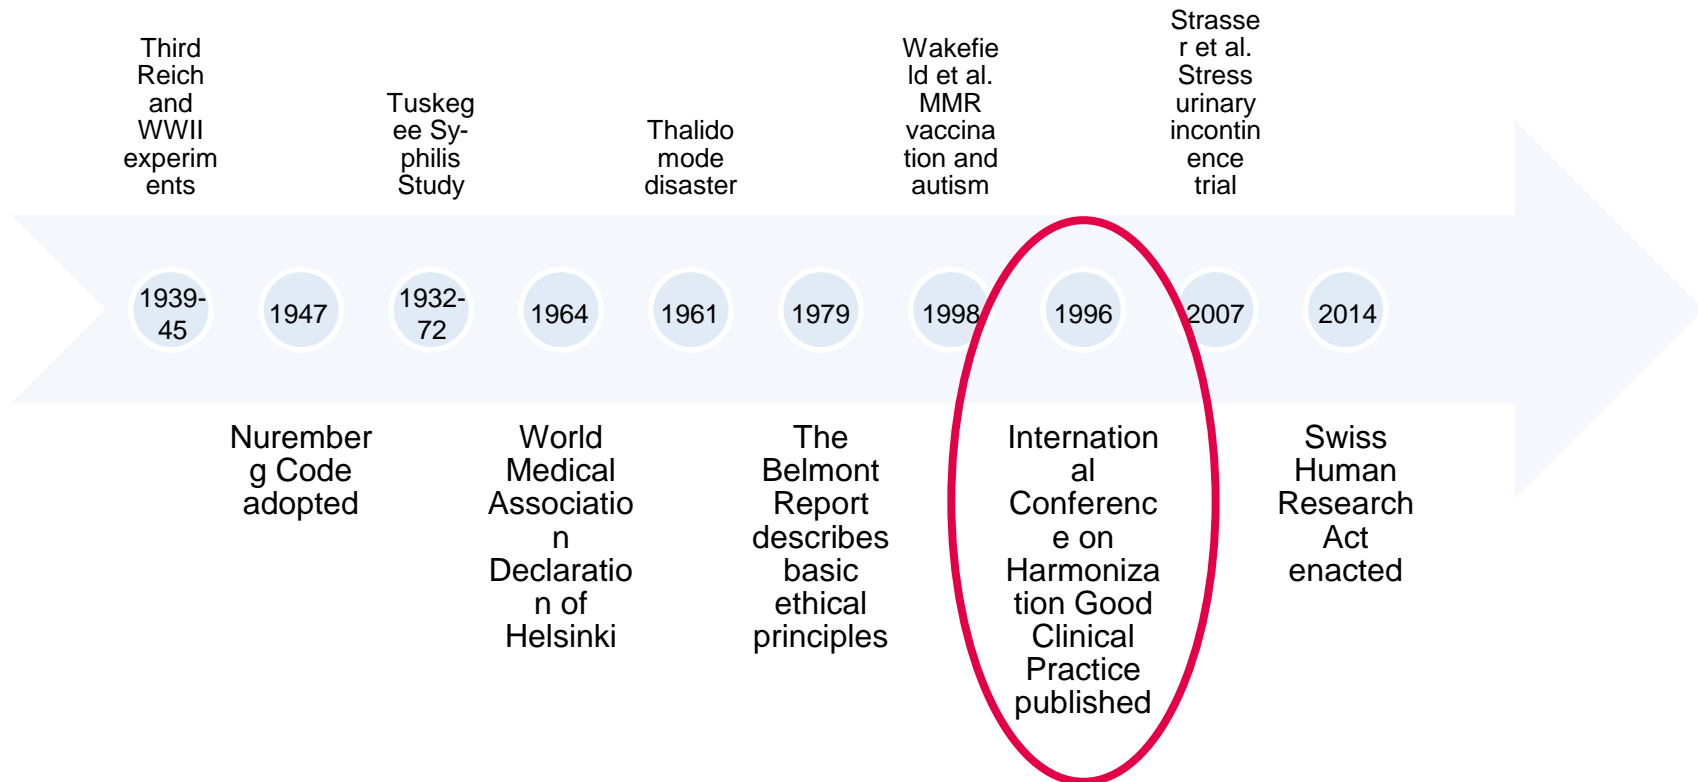 Third
Reich
and
WWII
experim
ents
Tuskeg
ee Sy-
philis
Study
Thalido
mode
disaster
Wakefie
ld et al.
MMR
vaccina
tion and
autism
Strasse
r et al.
Stress
urinary
incontin
ence
trial
1939-
45
1947
1932-
72
1964
1961
1979
1998
1996
2007
2014
Nuremberg
g Code
adopted
World
Medical
Associatio
n
Declaratio
n of
Helsinki
The
Belmont
Report
describes
basic
ethical
principles
Internation
al
Conferenc
e on
Harmoniza
tion Good
Clinical
Practice
published
Swiss
Human
Research
Act
enacted